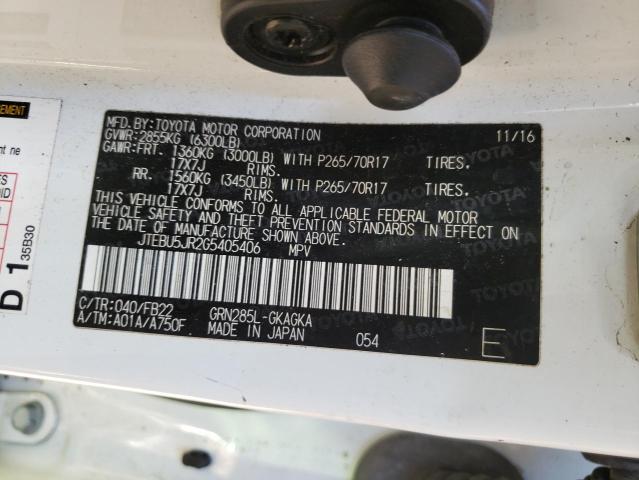 MFD.BY:TOYOTA MOTOR CORPORATION 11/16
GVWR:2855KG (6300LB)
GAWR:FRT. 1360KG (3000LB) WITH P265/70R17 TIRES.
17X7J RIMS.
RR. 1560KG (3450LB) WITH P265/70R17 TIRES.
17X7J RIMS.
THIS VEHICLE CONFORMS TO ALL APPLICABLE FEDERAL MOTOR
VEHICLE SAFETY AND THEFT PREVENTION STANDARDS IN EFFECT ON
THE DATE OF MANUFACTURE SHOWN ABOVE.
JTEBU5JR2G5405406 MPV
C/TR:040/FB22 GRN285L-GKAGKA
A/TM:A01A/A750F MADE IN JAPAN 054 E
D 1
35B30